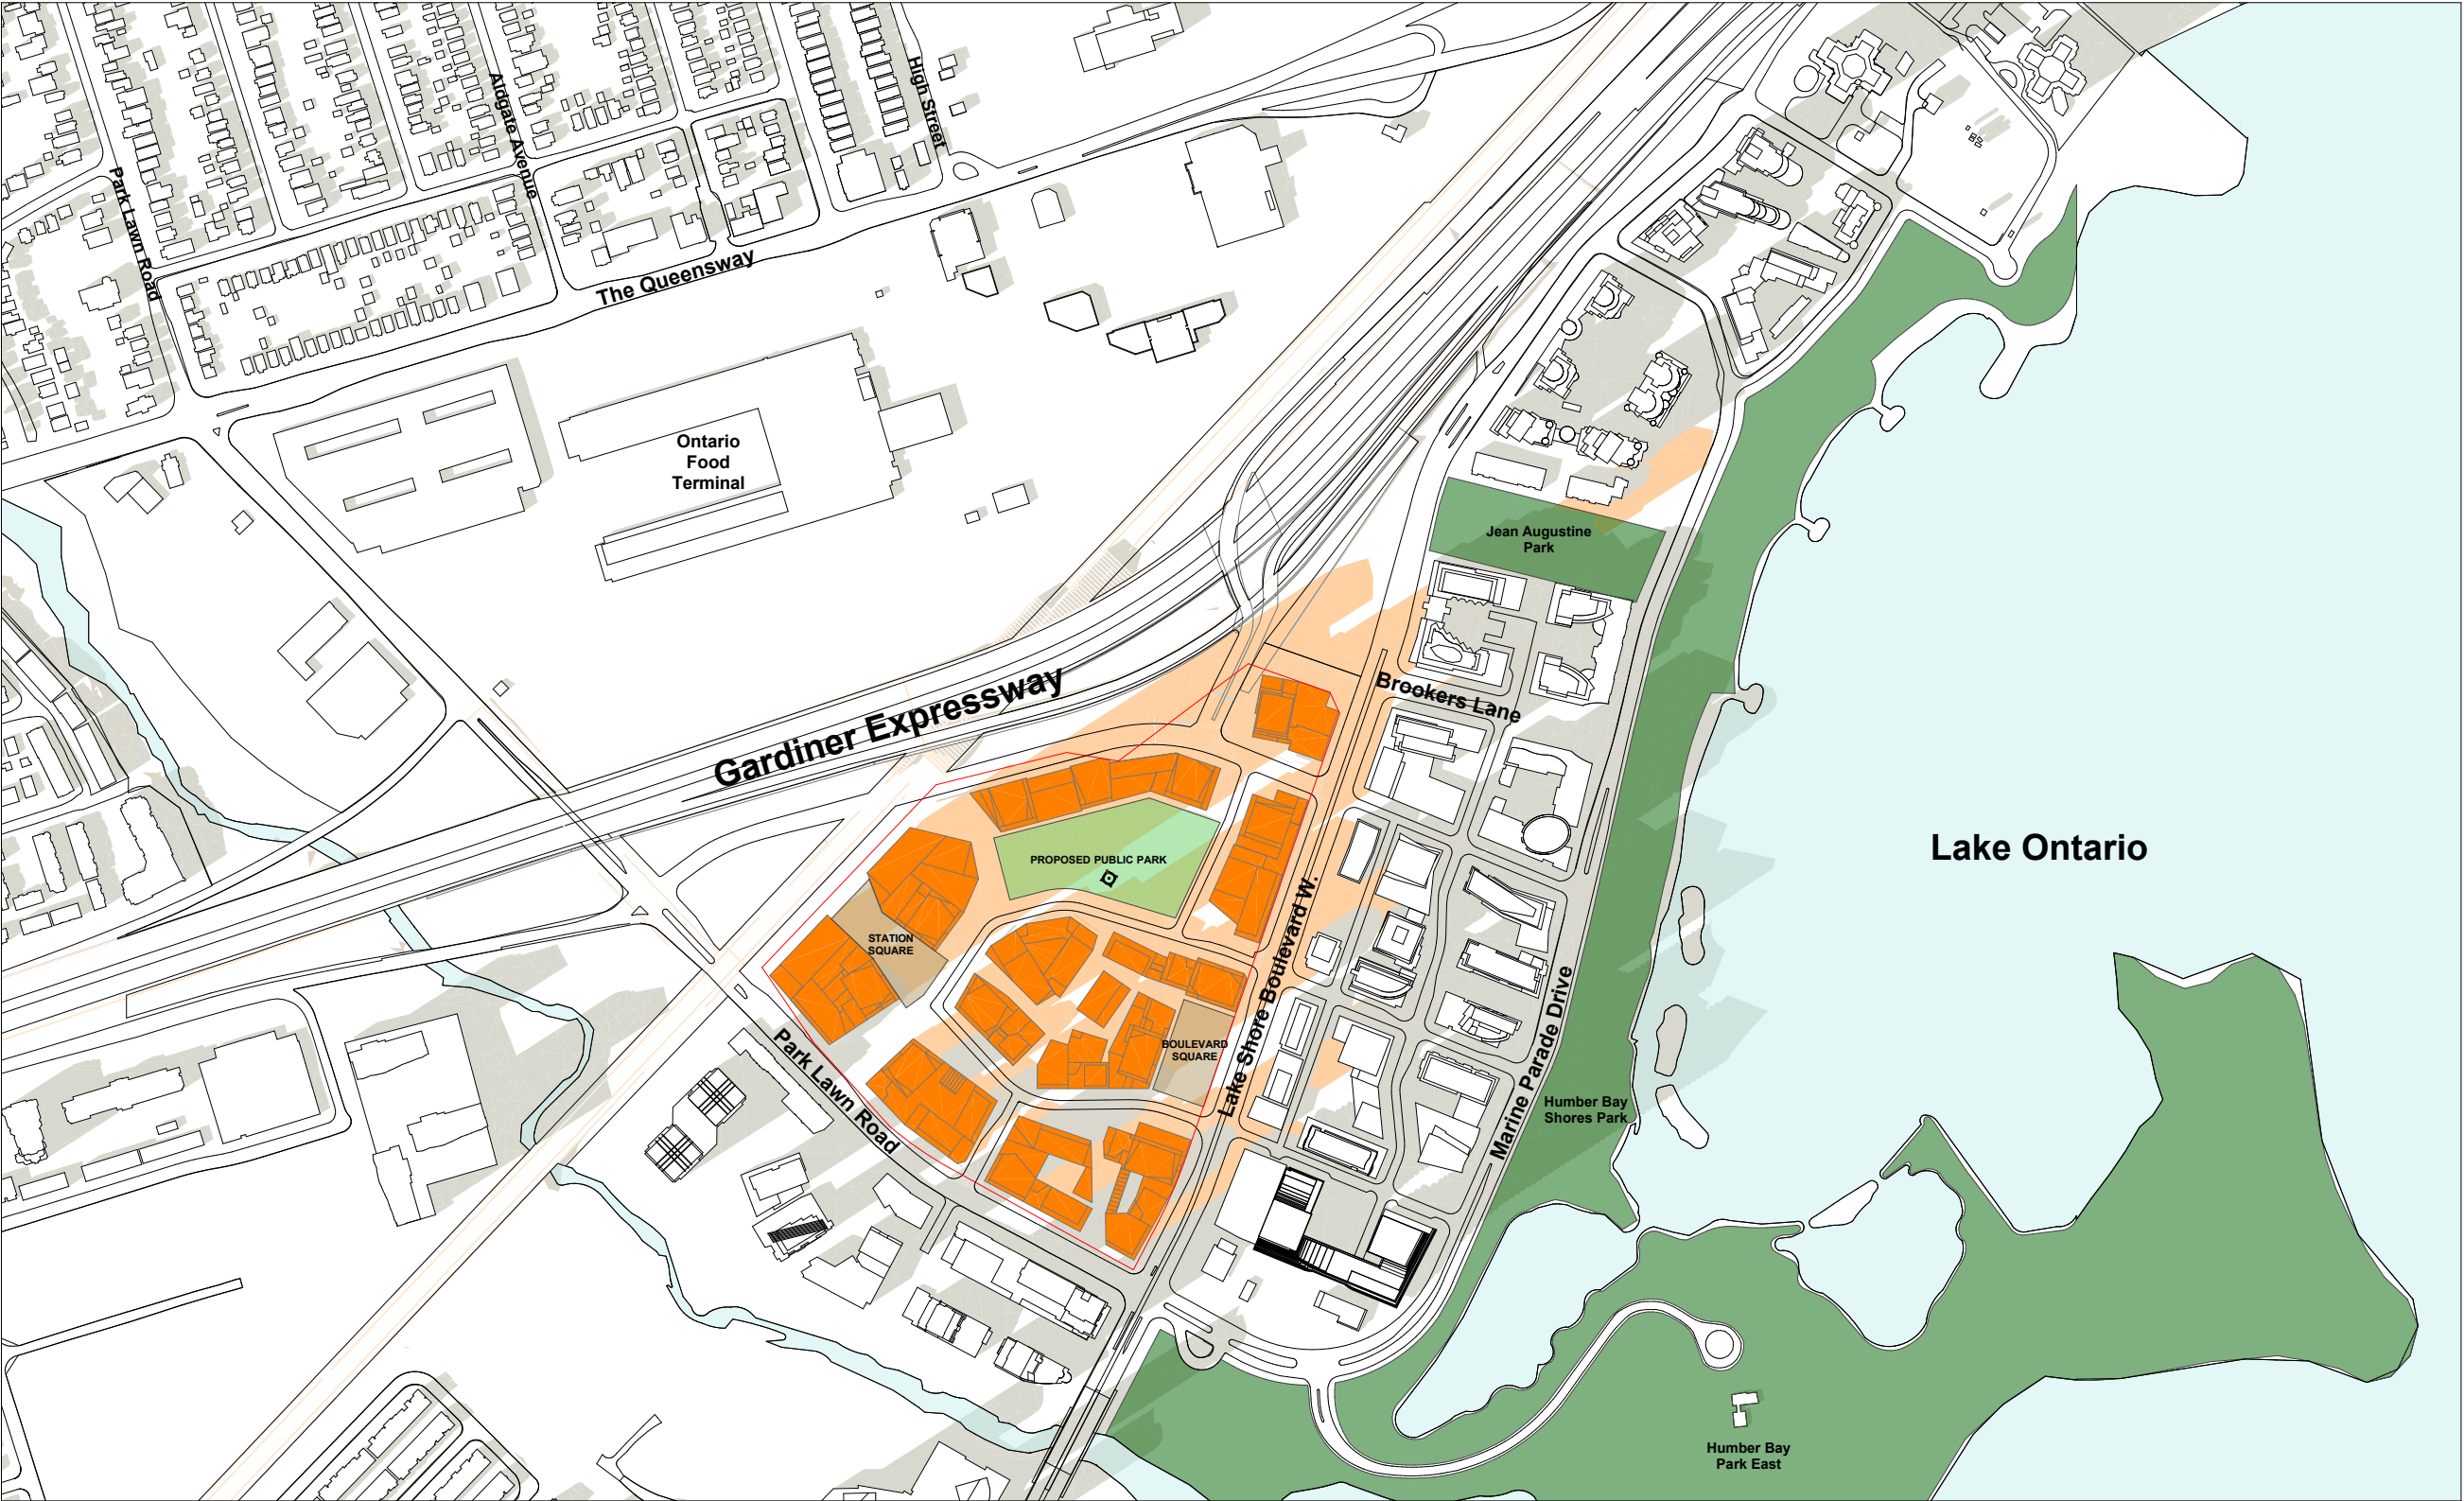 High Street
Aldgate Avenue
Park Lawn Road
The Queensway
Ontario
Food
Terminal
Jean Augustine
Park
Gardiner Expressway
Brookers Lane
PROPOSED PUBLIC PARK
Lake Ontario
STATION
SQUARE
BOULEVARD
SQUARE
Lake Shore Boulevard W.
Marine Parade Drive
Park Lawn Road
Humber Bay
Shores Park
Humber Bay
Park East